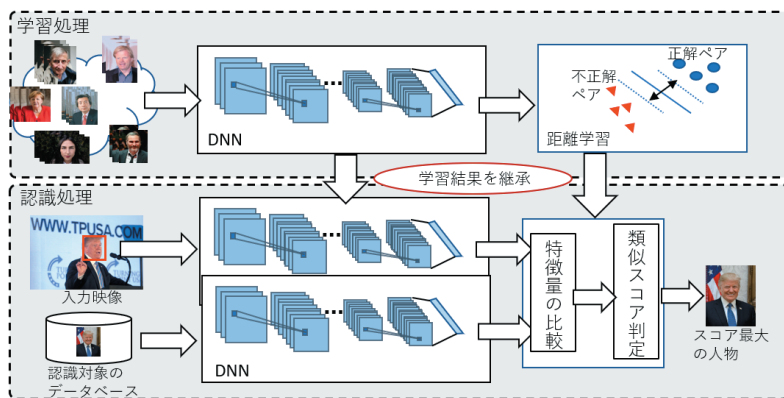 学習処理
正解ペア
不正解
ペア
DNN
距離学習
学習結果を継承
認識処理
WWW.TPUSA.COM
入力映像
特徴量の比較
類似スコア判定
スコア最大
の人物
DNN
認識対象の
データベース